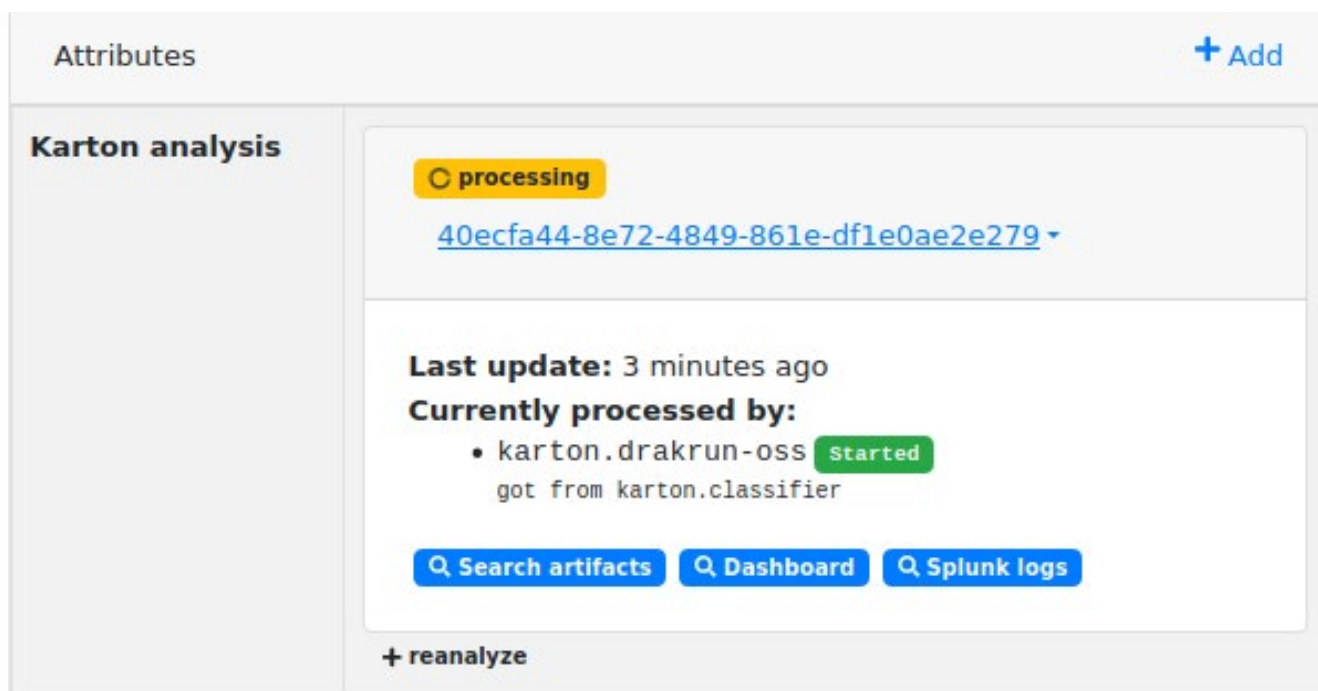 Attributes
+ Add
Karton analysis
processing
40ecfa44-8e72-4849-861e-df1e0ae2e279
Last update: 3 minutes ago
Currently processed by:
• karton.drakrun-oss Started
got from karton.classifier
Search artifacts Dashboard Splunk logs
+ reanalyze